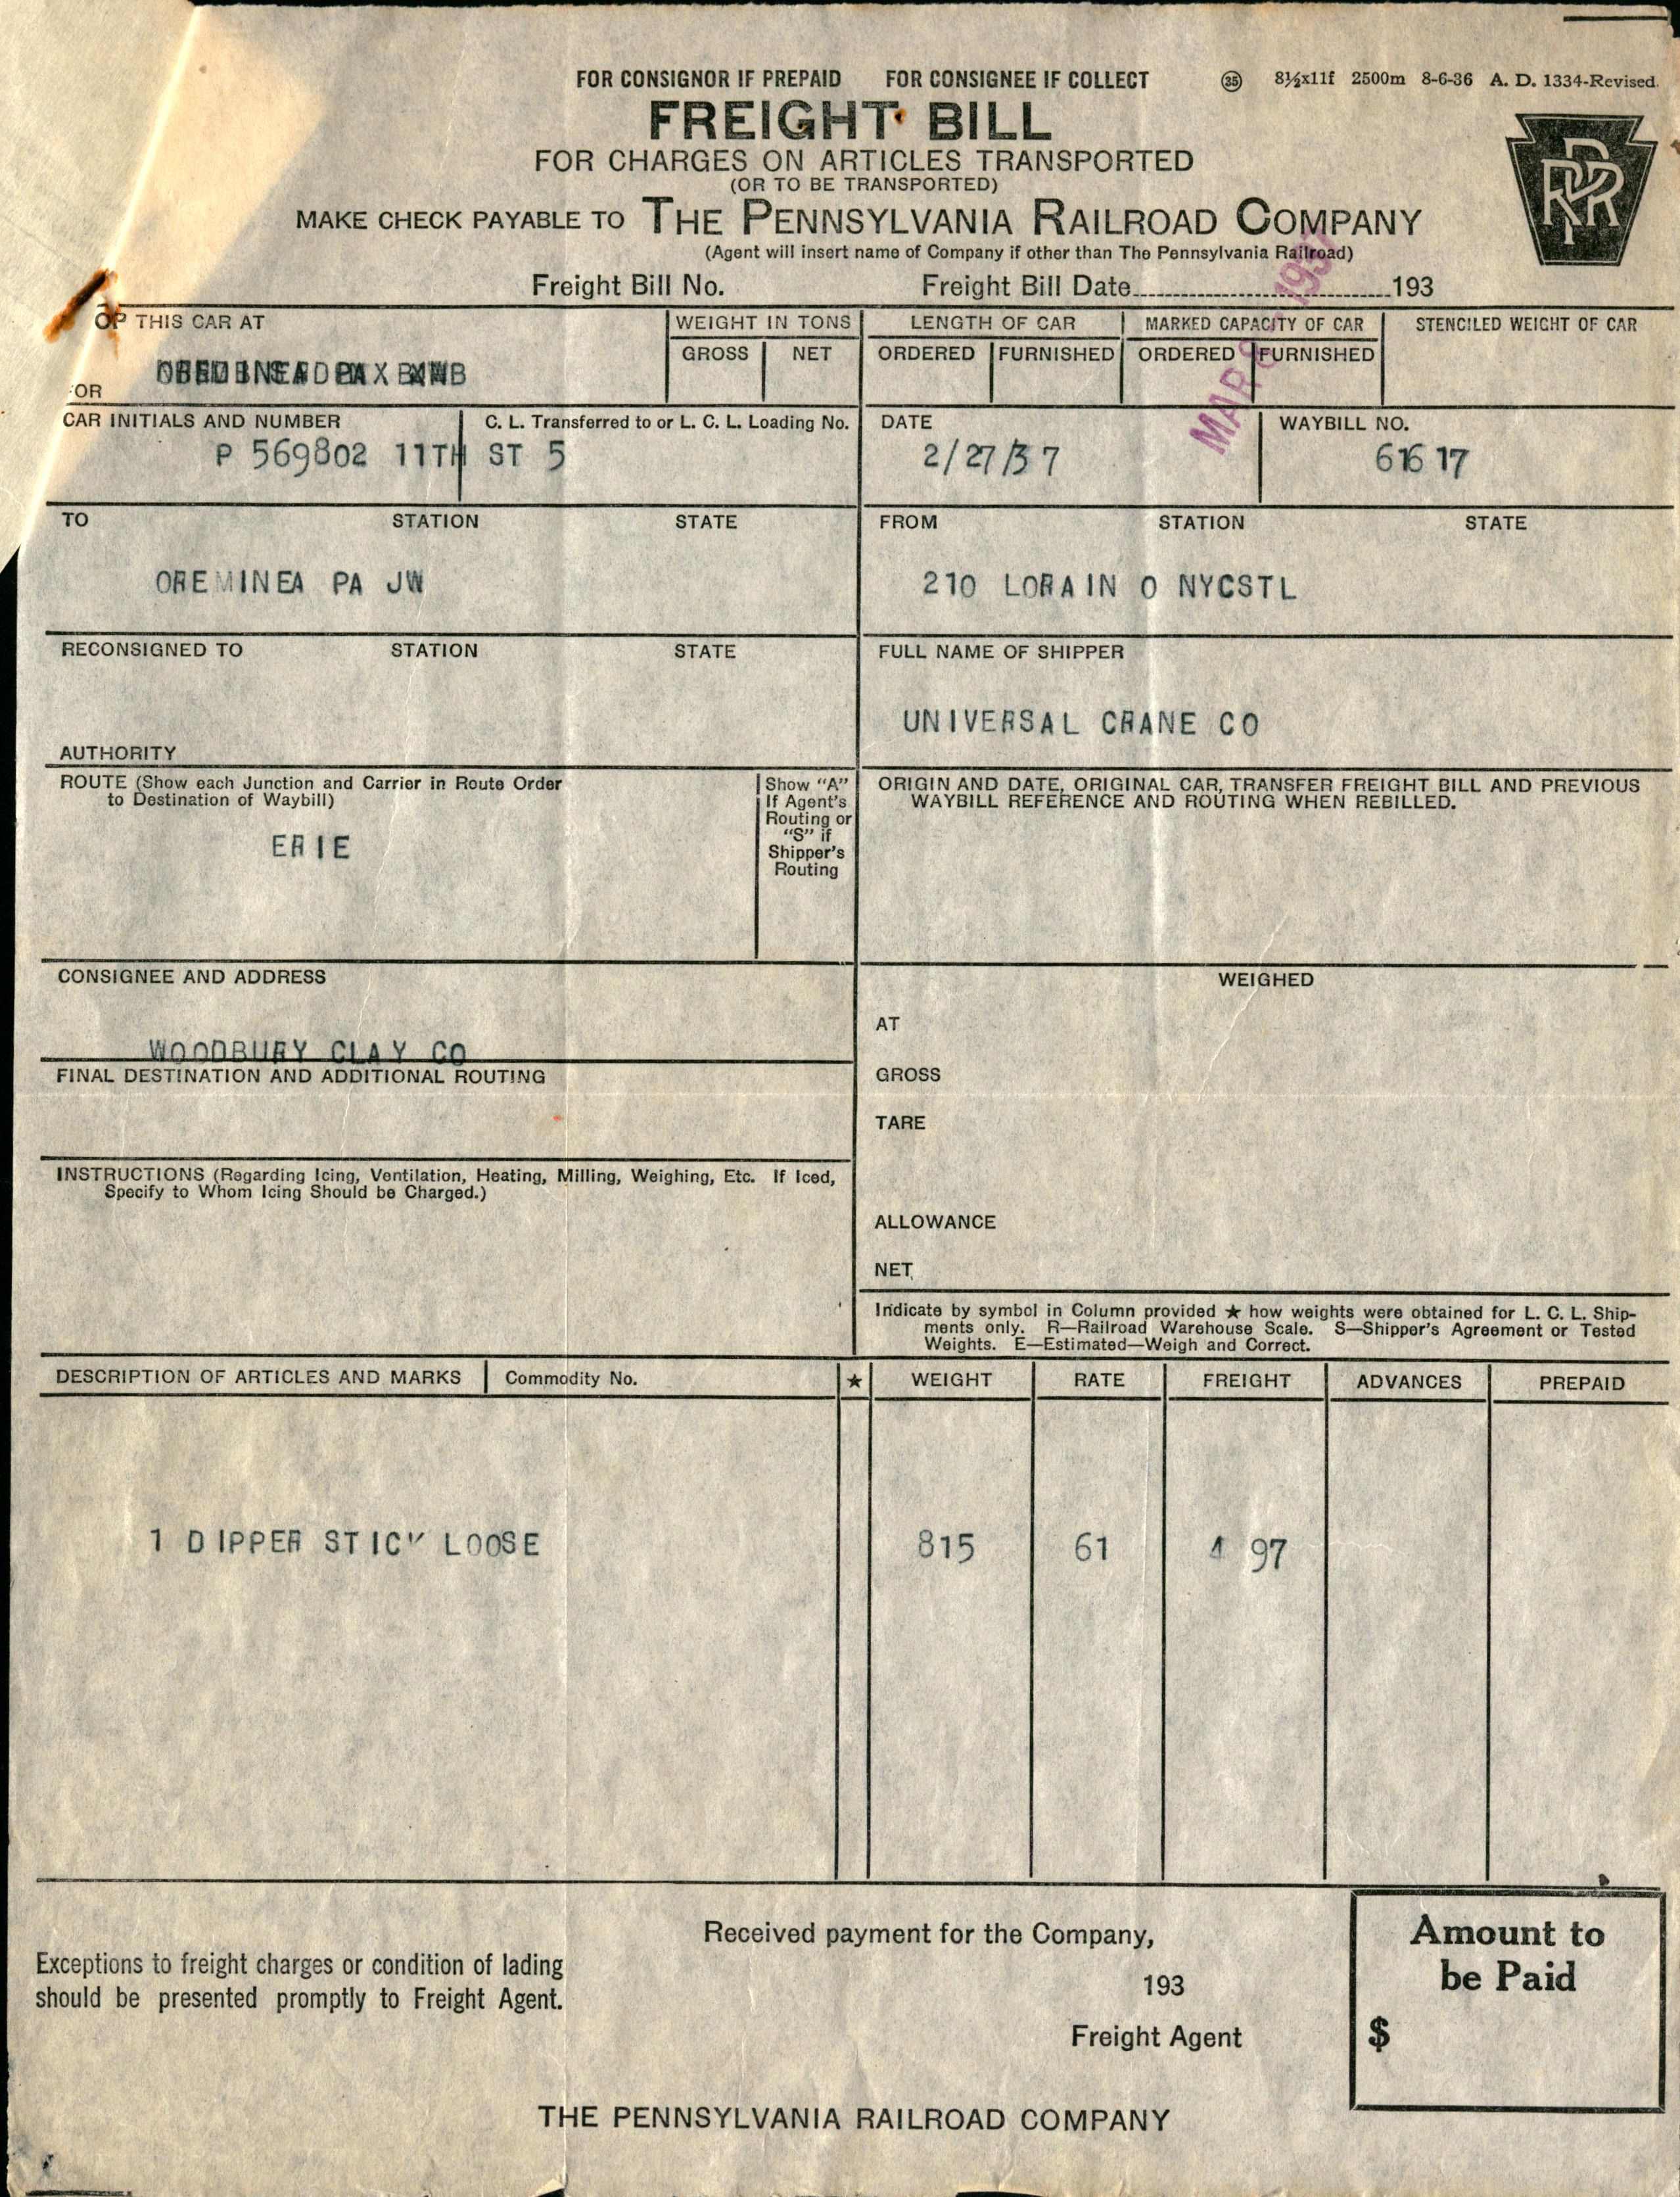 FOR CONSIGNOR IF PREPAID FOR CONSIGNEE IF COLLECT 35 8½x11f 2500m 8-6-36 A. D. 1334-Revised.
FREIGHT BILL
FOR CHARGES ON ARTICLES TRANSPORTED
(OR TO BE TRANSPORTED)
MAKE CHECK PAYABLE TO THE PENNSYLVANIA RAILROAD COMPANY
PRR
(Agent will insert name of Company if other than The Pennsylvania Railroad)
Freight Bill No. Freight Bill Date 193
MAR 1937
OP THIS CAR AT WEIGHT IN TONS LENGTH OF CAR MARKED CAPACITY OF CAR STENCILED WEIGHT OF CAR
GROSS NET ORDERED FURNISHED ORDERED FURNISHED
OR
CAR INITIALS AND NUMBER C. L. Transferred to or L. C. L. Loading No. DATE WAYBILL NO.
P 569802 11TH ST 5 2/27/37 61617
TO STATION STATE FROM STATION STATE
OREMINEA PA JW 210 LORAIN O NYCSTL
RECONSIGNED TO STATION STATE FULL NAME OF SHIPPER
UNIVERSAL CRANE CO
AUTHORITY
ROUTE (Show each Junction and Carrier in Route Order
to Destination of Waybill)
Show "A"
If Agent's
Routing or
"S" if
Shipper's
Routing
ORIGIN AND DATE, ORIGINAL CAR, TRANSFER FREIGHT BILL AND PREVIOUS
WAYBILL REFERENCE AND ROUTING WHEN REBILLED.
ERIE
CONSIGNEE AND ADDRESS WEIGHED
WOODBURY CLAY CO
AT
FINAL DESTINATION AND ADDITIONAL ROUTING
GROSS
TARE
INSTRUCTIONS (Regarding Icing, Ventilation, Heating, Milling, Weighing, Etc. If Iced,
Specify to Whom Icing Should be Charged.)
ALLOWANCE
NET
Indicate by symbol in Column provided ★ how weights were obtained for L. C. L. Ship-
ments only. R—Railroad Warehouse Scale. S—Shipper's Agreement or Tested
Weights. E—Estimated—Weigh and Correct.
DESCRIPTION OF ARTICLES AND MARKS Commodity No. ★ WEIGHT RATE FREIGHT ADVANCES PREPAID
1 DIPPER STICK LOOSE 815 61 4 97
Received payment for the Company,
Exceptions to freight charges or condition of lading
should be presented promptly to Freight Agent.
193
Freight Agent
Amount to
be Paid
$
THE PENNSYLVANIA RAILROAD COMPANY